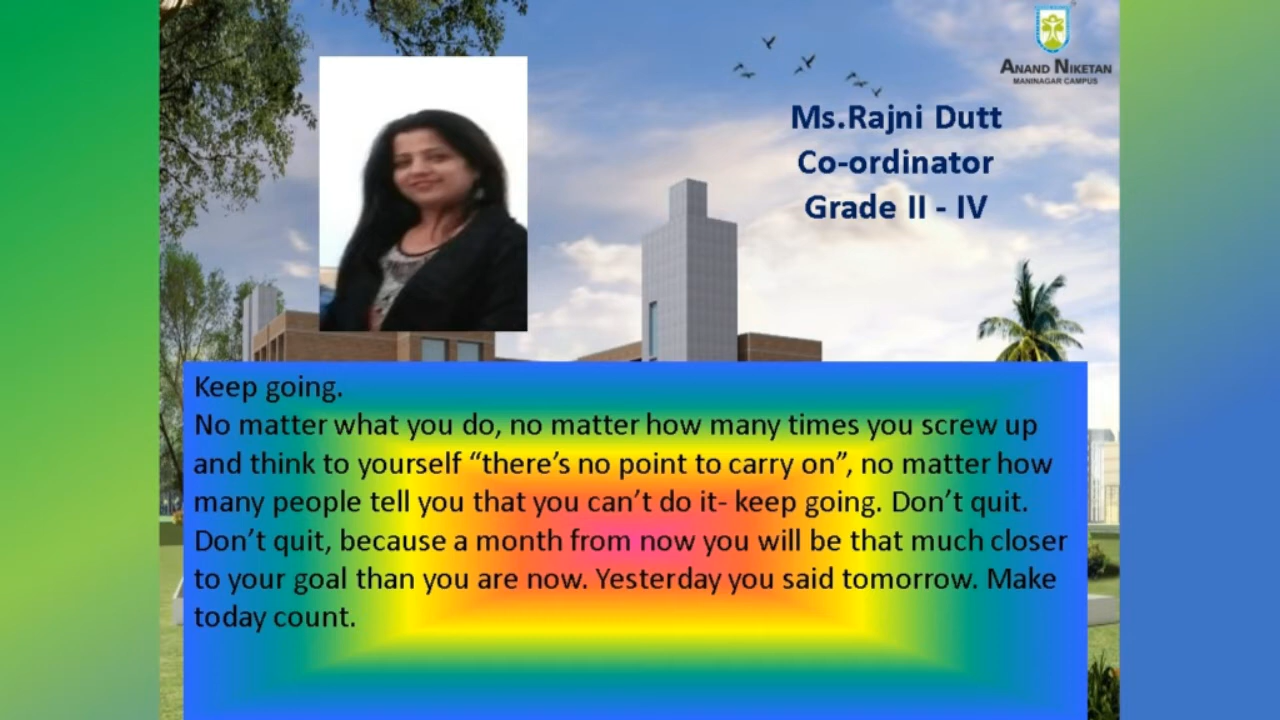 ANAND NIKETAN
MANINAGAR CAMPUS
Ms.Rajni Dutt
Co-ordinator
Grade II - IV
Keep going.
No matter what you do, no matter how many times you screw up
and think to yourself “there’s no point to carry on”, no matter how
many people tell you that you can’t do it- keep going. Don’t quit.
Don’t quit, because a month from now you will be that much closer
to your goal than you are now. Yesterday you said tomorrow. Make
today count.